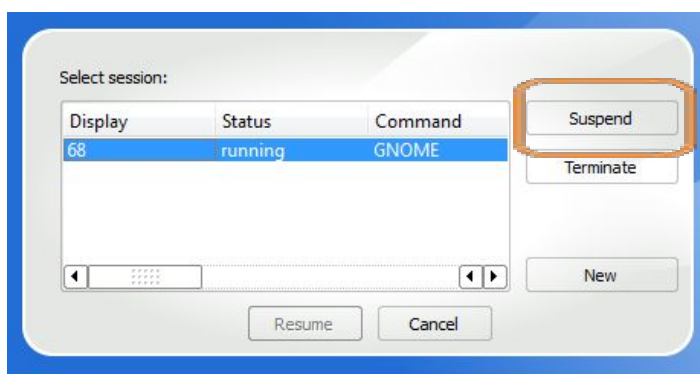 Select session:
Display Status Command
68 running GNOME
Suspend
Terminate
New
Resume Cancel